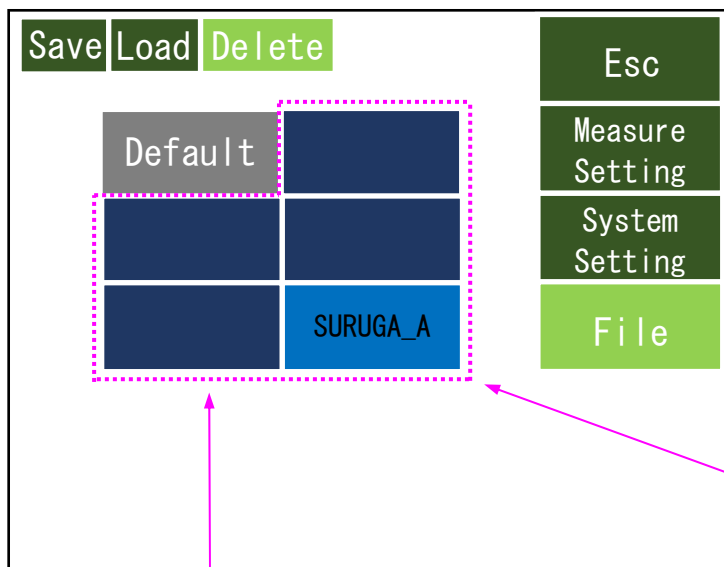 Save Load Delete
Esc
Default
Measure
Setting
System
Setting
SURUGA_A
File